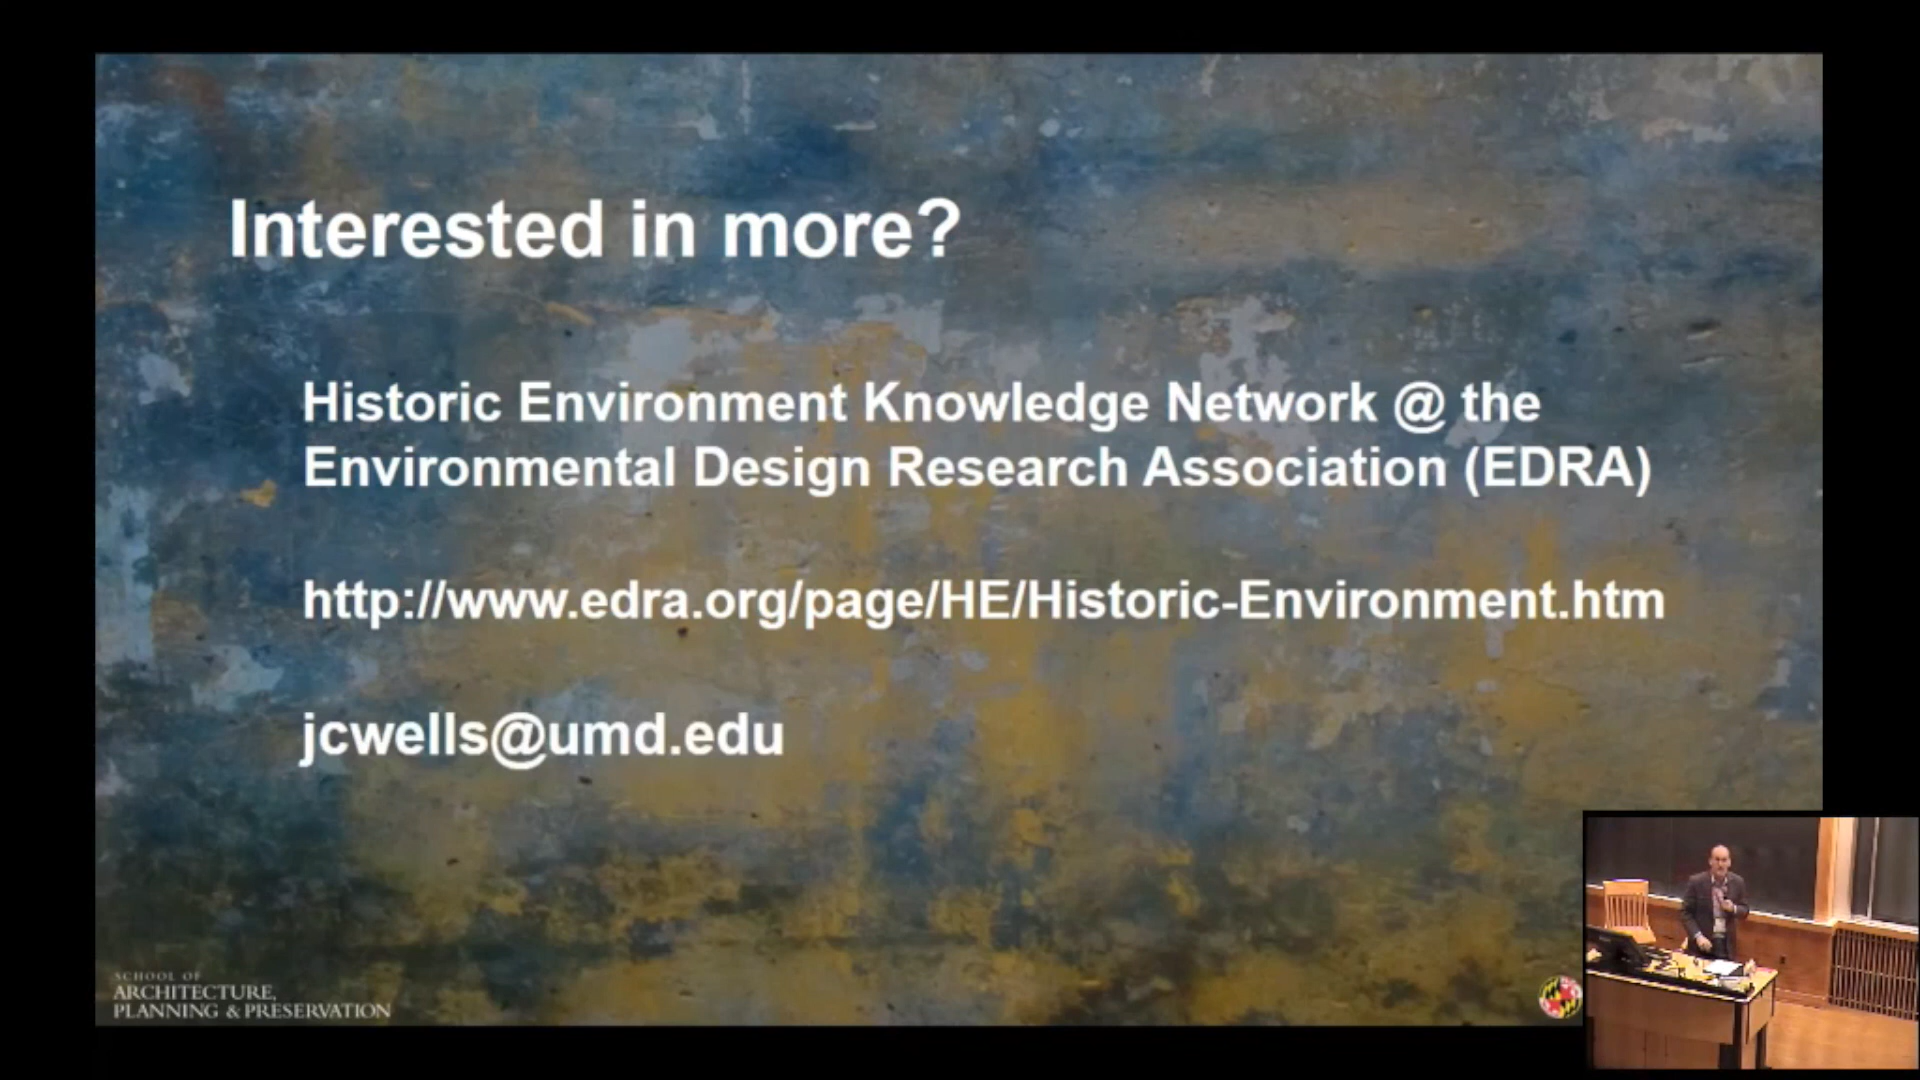 Interested in more?
Historic Environment Knowledge Network @ the
Environmental Design Research Association (EDRA)
http://www.edra.org/page/HE/Historic-Environment.htm
jcwells@umd.edu
SCHOOL OF
ARCHITECTURE,
PLANNING & PRESERVATION